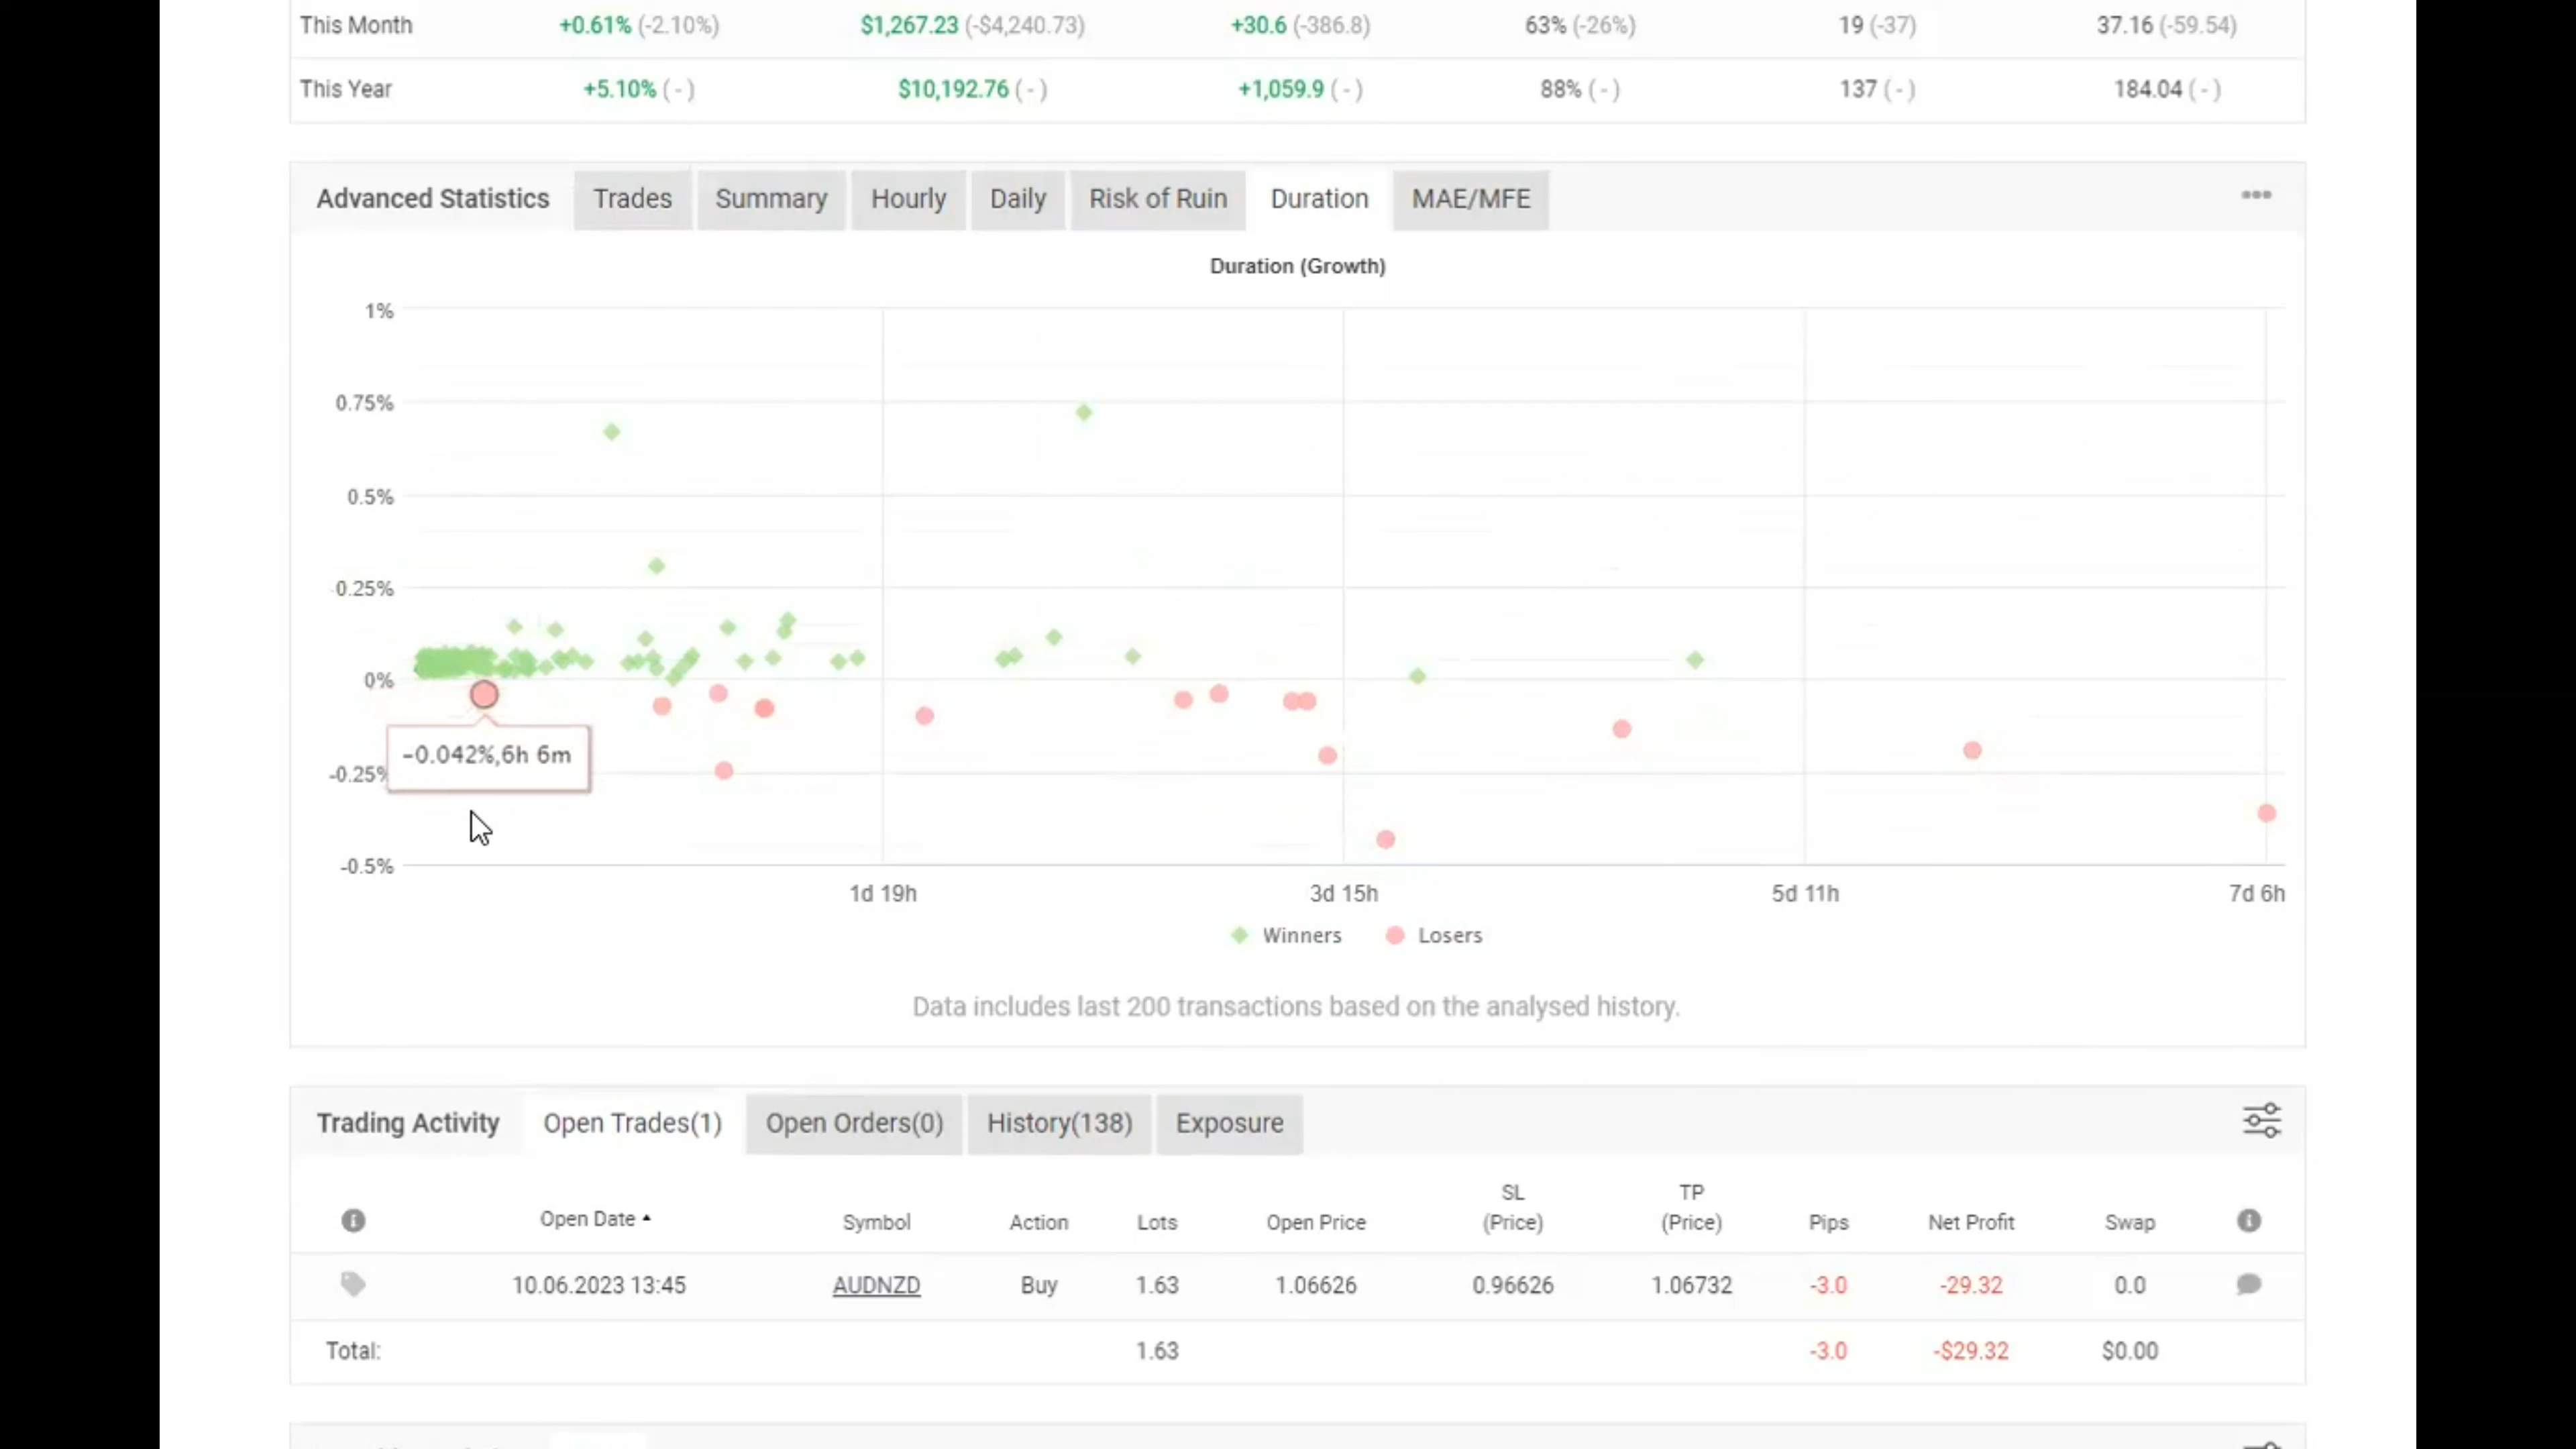 This Month +0.61% (-2.10%) $1,267.23 (-$4,240.73) +30.6 (-386.8) 63% (-26%) 19 (-37) 37.16 (-59.54)
This Year +5.10% ( - ) $10,192.76 ( - ) +1,059.9 ( - ) 88% ( - ) 137 ( - ) 184.04 ( - )
Advanced Statistics Trades Summary Hourly Daily Risk of Ruin Duration MAE/MFE
Duration (Growth)
1%
0.75%
0.5%
0.25%
0%
-0.042%,6h 6m
-0.25%
-0.5%
1d 19h 3d 15h 5d 11h 7d 6h
Winners Losers
Data includes last 200 transactions based on the analysed history.
Trading Activity Open Trades(1) Open Orders(0) History(138) Exposure
Open Date Symbol Action Lots Open Price SL (Price) TP (Price) Pips Net Profit Swap
10.06.2023 13:45 AUDNZD Buy 1.63 1.06626 0.96626 1.06732 -3.0 -29.32 0.0
Total: 1.63 -3.0 -$29.32 $0.00